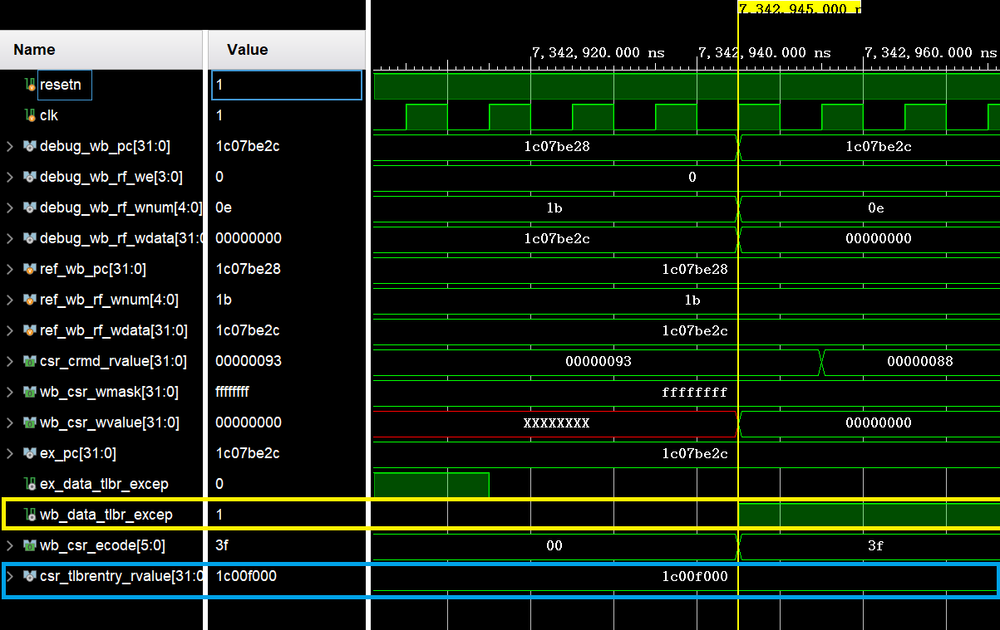 7,342,945.000 n
Name Value
7,342,920.000 ns 7,342,940.000 ns 7,342,960.000 ns
resetn 1
clk 1
debug_wb_pc[31:0] 1c07be2c 1c07be28 1c07be2c
debug_wb_rf_we[3:0] 0 0
debug_wb_rf_wnum[4:0] 0e 1b 0e
debug_wb_rf_wdata[31:0 00000000 1c07be2c 00000000
ref_wb_pc[31:0] 1c07be28 1c07be28
ref_wb_rf_wnum[4:0] 1b 1b
ref_wb_rf_wdata[31:0] 1c07be2c 1c07be2c
csr_crmd_rvalue[31:0] 00000093 00000093 00000088
wb_csr_wmask[31:0] ffffffff ffffffff
wb_csr_wvalue[31:0] 00000000 XXXXXXXX 00000000
ex_pc[31:0] 1c07be2c 1c07be2c
ex_data_tlbr_excep 0
wb_data_tlbr_excep 1
wb_csr_ecode[5:0] 3f 00 3f
csr_tlbrentry_rvalue[31:0 1c00f000 1c00f000